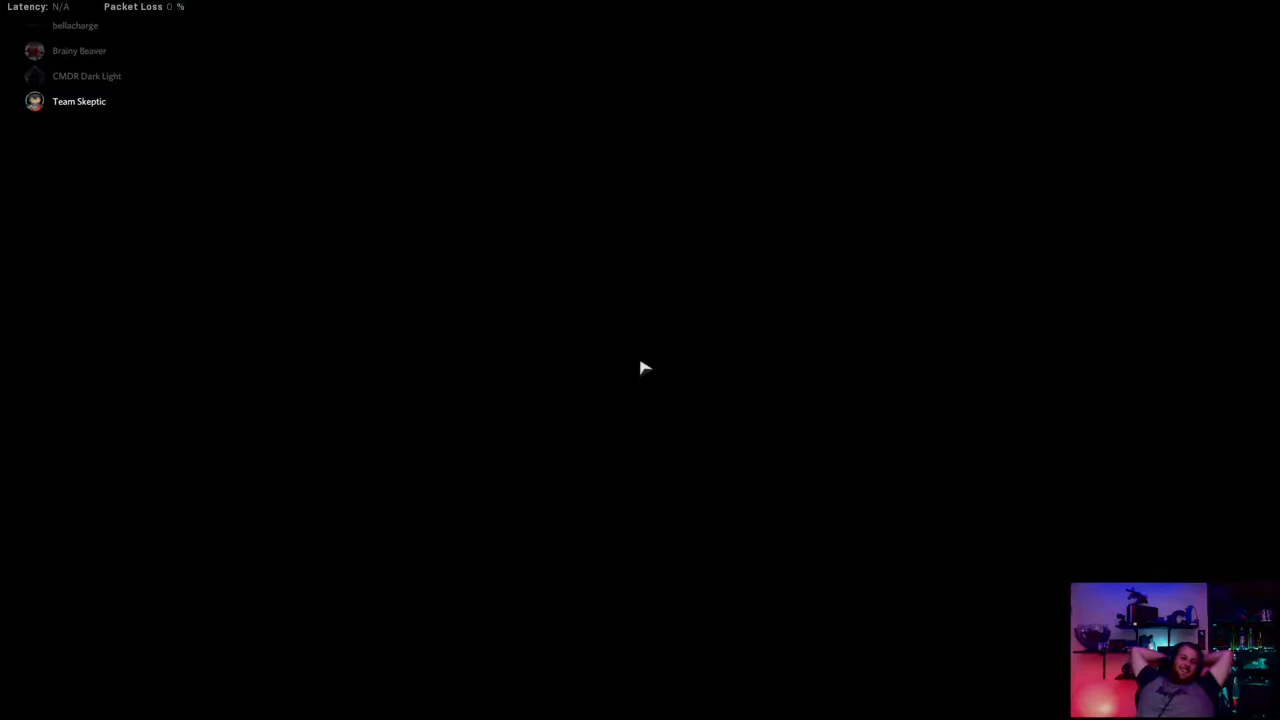 Latency: N/A Packet Loss 0 %
bellacharge
Brainy Beaver
CMDR Dark Light
Team Skeptic